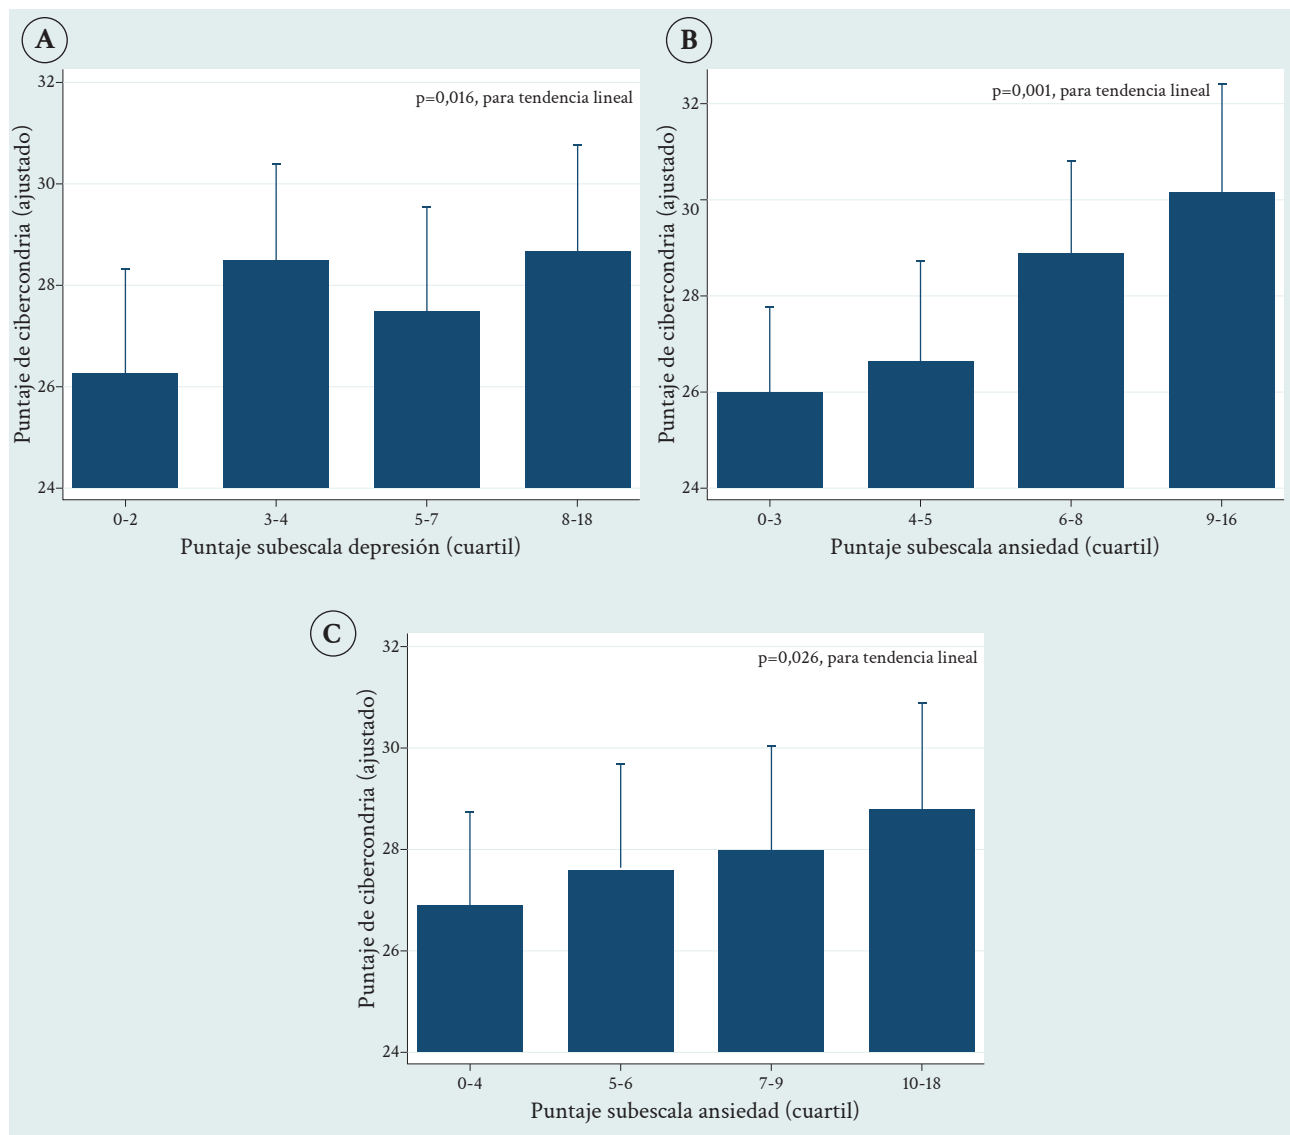 A
p=0,016, para tendencia lineal
Puntaje de cibercondria (ajustado)
32
30
28
26
24
0-2 3-4 5-7 8-18
Puntaje subescala depresión (cuartil)
B
p=0,001, para tendencia lineal
Puntaje de cibercondria (ajustado)
32
30
28
26
24
0-3 4-5 6-8 9-16
Puntaje subescala ansiedad (cuartil)
C
p=0,026, para tendencia lineal
Puntaje de cibercondria (ajustado)
32
30
28
26
24
0-4 5-6 7-9 10-18
Puntaje subescala ansiedad (cuartil)